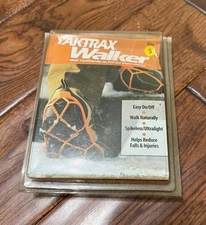 YAKTRAX
Walker
Easy On/Off
Walk Naturally
Spikeless/Ultralight
Helps Reduce
Falls & Injuries